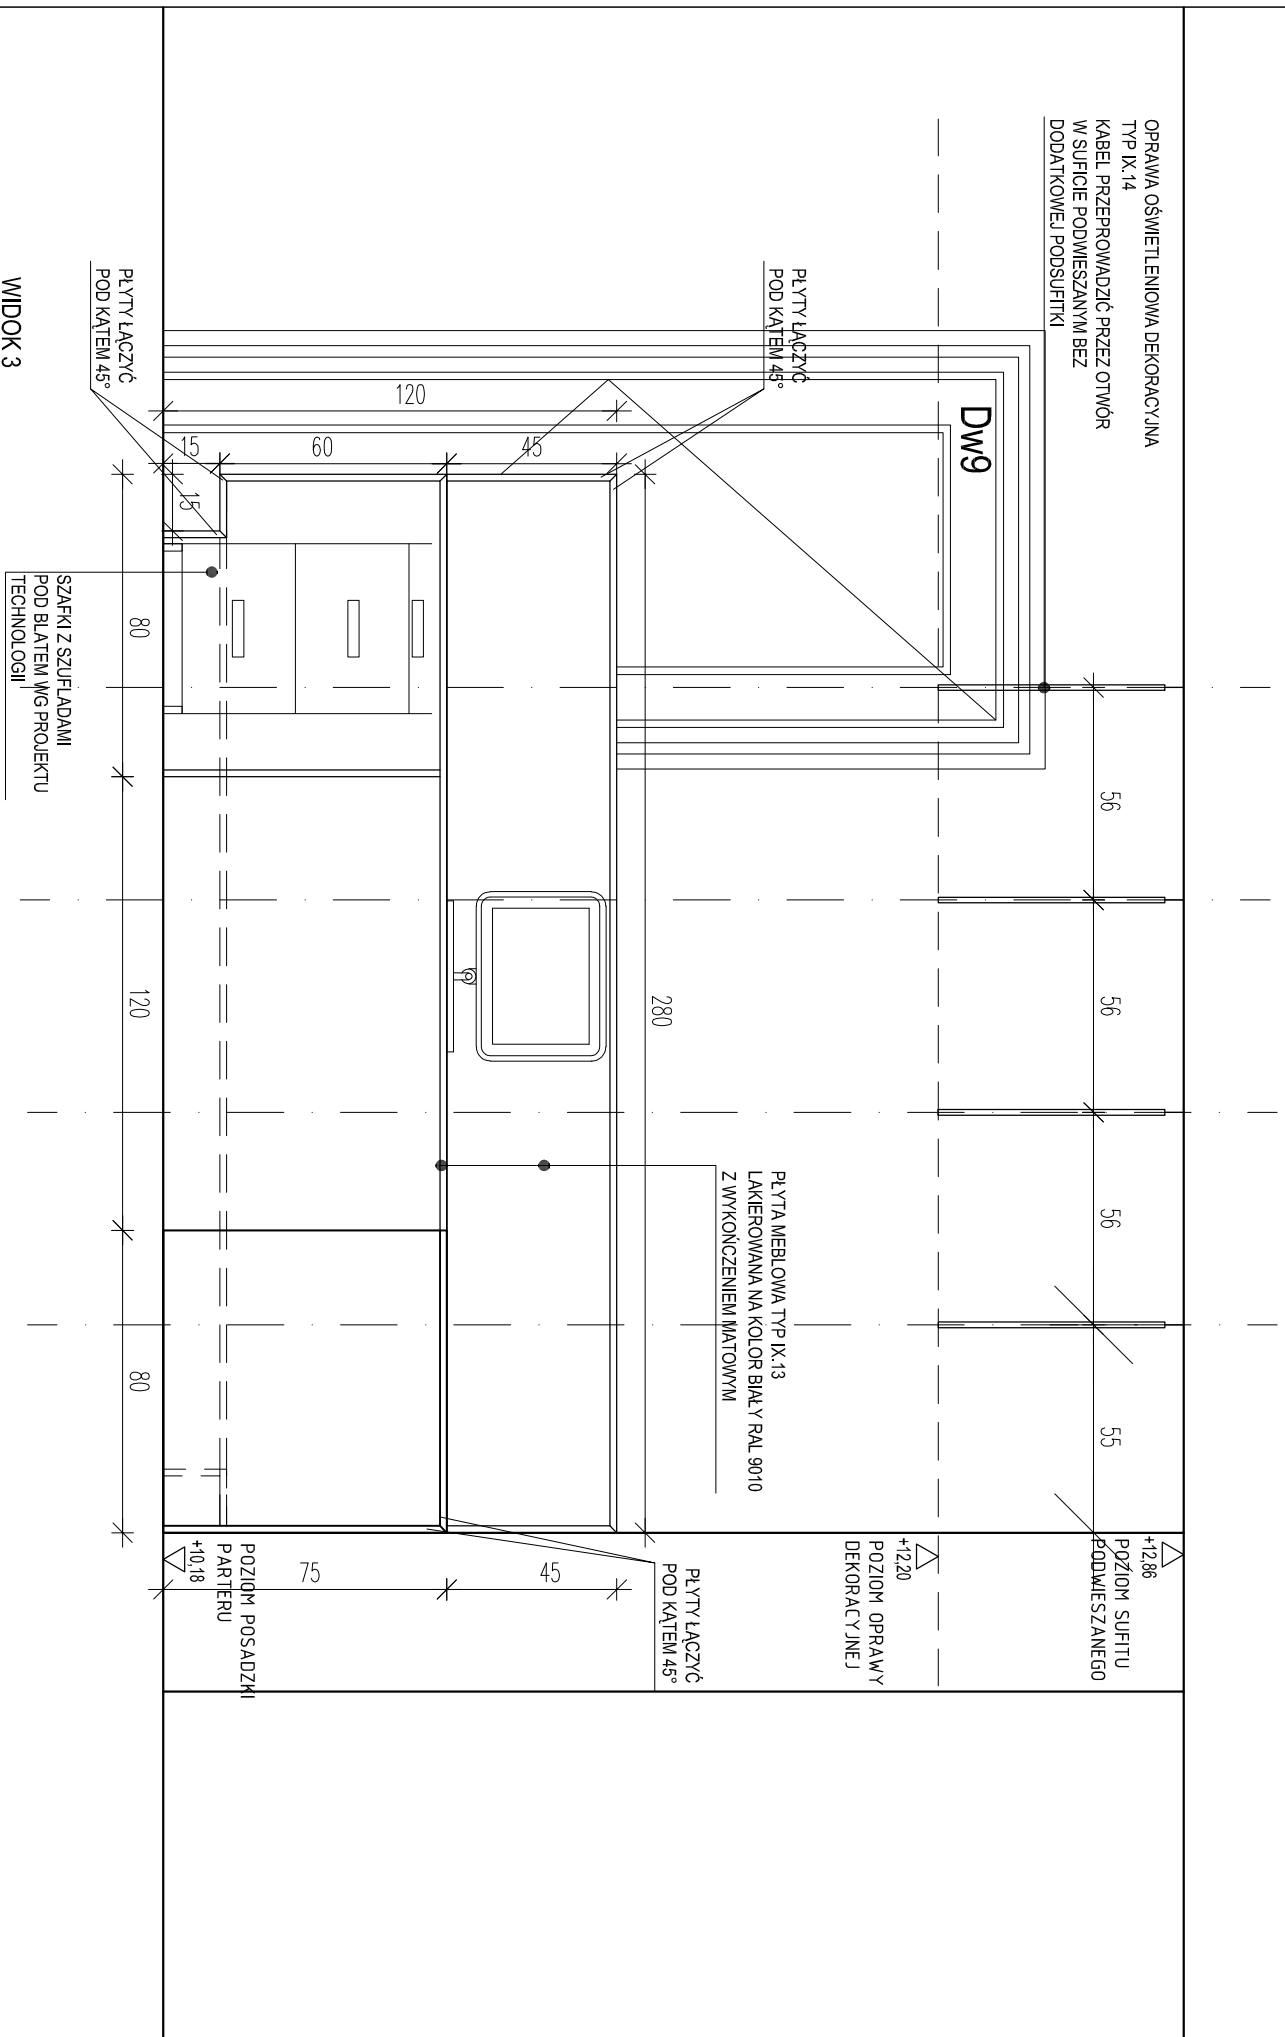 OPRAWA OŚWIETLENIOWA DEKORACYJNA
TYP IX.14
KABEL PRZEPROWADZIĆ PRZEZ OTWÓR
W SUFICIE PODWIESZANYM BEZ
DODATKOWEJ PODSUFITKI
56
56
56
55
+12,86
POZIOM SUFITU
PODWIESZANEGO
Dw9
+12,20
POZIOM OPRAWY
DEKORACYJNEJ
PŁYTY ŁĄCZYĆ
POD KĄTEM 45°
PŁYTA MEBLOWA TYP IX.13
LAKIEROWANA NA KOLOR BIAŁY RAL 9010
Z WYKOŃCZENIEM MATOWYM
280
PŁYTY ŁĄCZYĆ
POD KĄTEM 45°
120
45
60
15
15
45
75
POZIOM POSADZKI
PARTERU
+10,18
80
120
80
PŁYTY ŁĄCZYĆ
POD KĄTEM 45°
SZAFKI Z SZUFLADAMI
POD BLATEM WG PROJEKTU
TECHNOLOGII
WIDOK 3